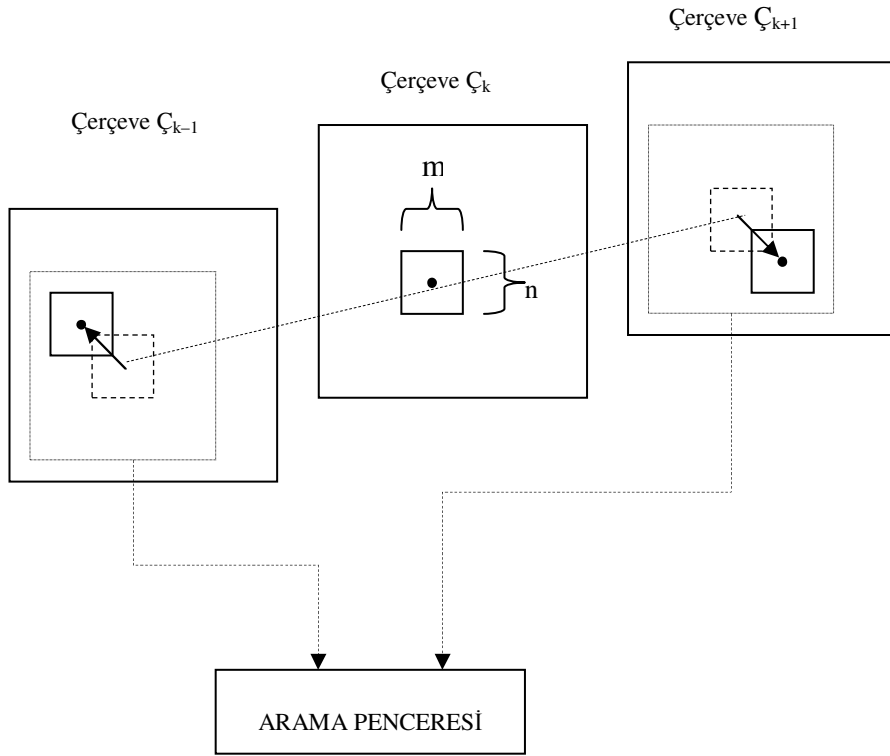 Çerçeve Çk+1
Çerçeve Çk
Çerçeve Çk–1
m
n
ARAMA PENCERESİ